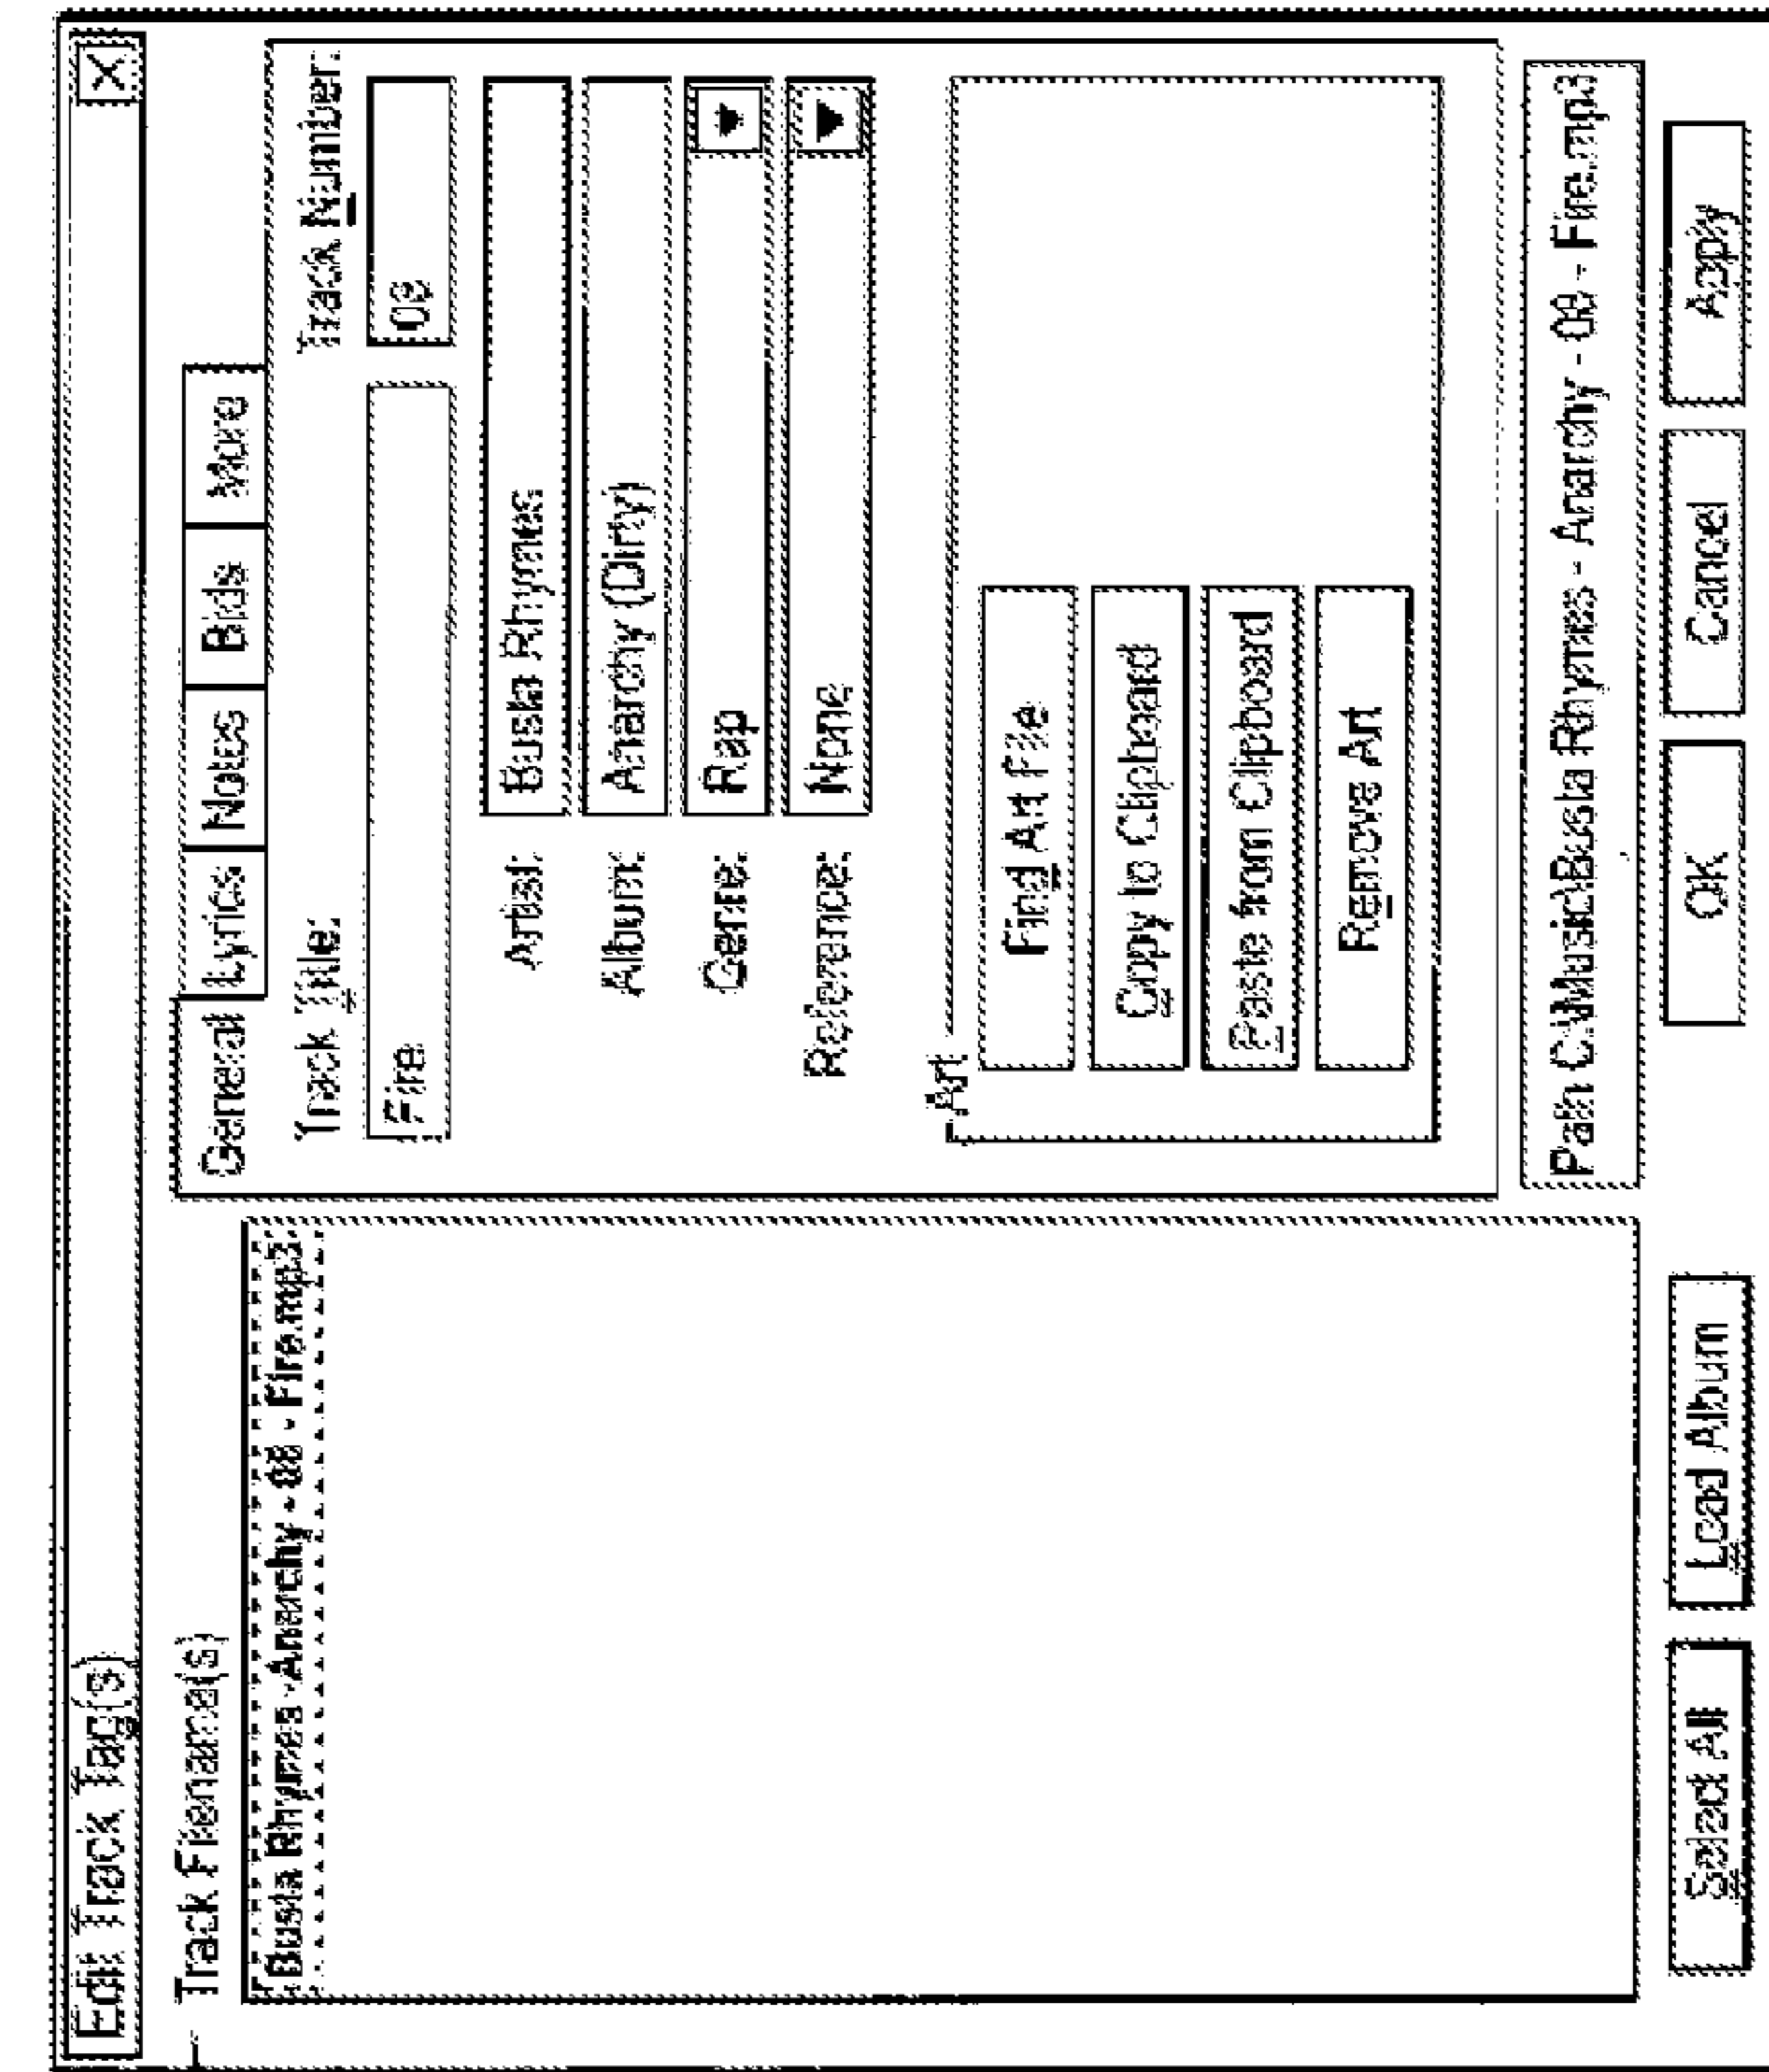 Edit Track Tag(s)
Track Filename(s)
Busta Rhymes - Anarchy - 08 - Fire.mp3
Select All
Load Album
General Lyrics Notes Bids More
Track Title:
Track Number:
Fire
08
Artist: Busta Rhymes
Album: Anarchy (Dirty)
Genre: Rap
Reference: None
Art
Find Art File
Copy to Clipboard
Paste from Clipboard
Remove Art
Path C:\Music\Busta Rhymes - Anarchy - 08 - Fire.mp3
OK
Cancel
Apply